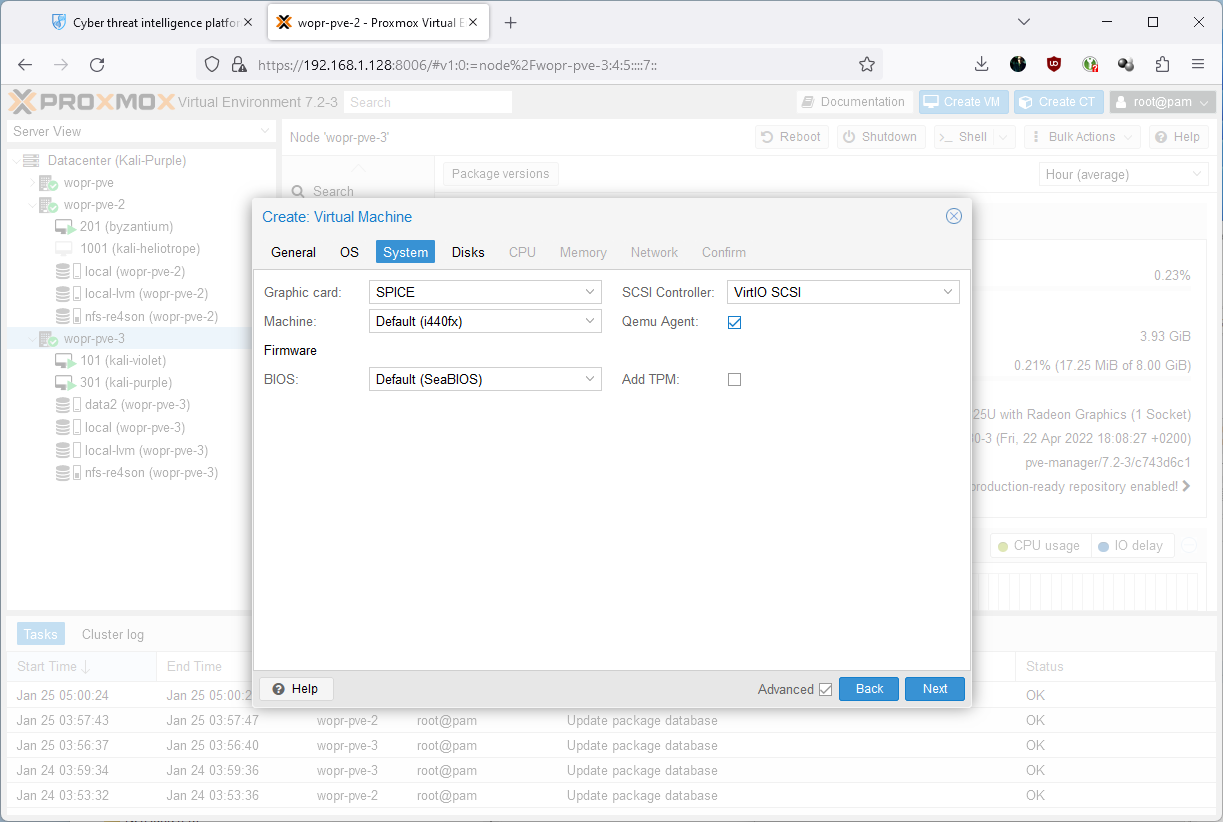 Cyber threat intelligence platfor
wopr-pve-2 - Proxmox Virtual E
https://192.168.1.128:8006/#v1:0:=node%2Fwopr-pve-3:4:5::::7::
PROXMOX Virtual Environment 7.2-3 Search Documentation Create VM Create CT root@pam
Server View
Node 'wopr-pve-3' Reboot Shutdown Shell Bulk Actions Help
Datacenter (Kali-Purple)
wopr-pve
wopr-pve-2
201 (byzantium)
1001 (kali-heliotrope)
local (wopr-pve-2)
local-lvm (wopr-pve-2)
nfs-re4son (wopr-pve-2)
wopr-pve-3
101 (kali-violet)
301 (kali-purple)
data2 (wopr-pve-3)
local (wopr-pve-3)
local-lvm (wopr-pve-3)
nfs-re4son (wopr-pve-3)
Search
Package versions
Hour (average)
Create: Virtual Machine
General OS System Disks CPU Memory Network Confirm
Graphic card: SPICE SCSI Controller: VirtIO SCSI
Machine: Default (i440fx) Qemu Agent:
Firmware
BIOS: Default (SeaBIOS) Add TPM:
Help Advanced Back Next
0.23%
3.93 GiB
0.21% (17.25 MiB of 8.00 GiB)
25U with Radeon Graphics (1 Socket)
0-3 (Fri, 22 Apr 2022 18:08:27 +0200)
pve-manager/7.2-3/c743d6c1
production-ready repository enabled!
CPU usage IO delay
Tasks Cluster log
Start Time End Time Status
Jan 25 05:00:24 Jan 25 05:00:2 OK
Jan 25 03:57:43 Jan 25 03:57:47 wopr-pve-2 root@pam Update package database OK
Jan 25 03:56:37 Jan 25 03:56:40 wopr-pve-3 root@pam Update package database OK
Jan 24 03:59:34 Jan 24 03:59:36 wopr-pve-3 root@pam Update package database OK
Jan 24 03:53:32 Jan 24 03:53:36 wopr-pve-2 root@pam Update package database OK